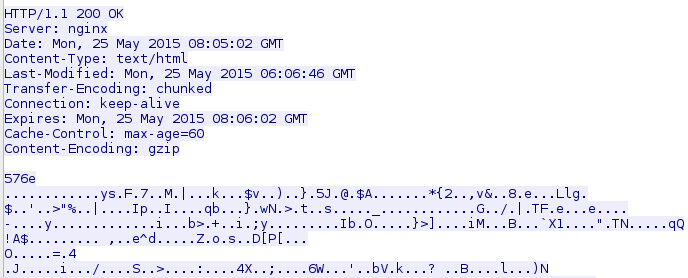 HTTP/1.1 200 OK
Server: nginx
Date: Mon, 25 May 2015 08:05:02 GMT
Content-Type: text/html
Last-Modified: Mon, 25 May 2015 06:06:46 GMT
Transfer-Encoding: chunked
Connection: keep-alive
Expires: Mon, 25 May 2015 08:06:02 GMT
Cache-Control: max-age=60
Content-Encoding: gzip
576e
............ys.F.7..M.|...k...$v..)..}.5J.@.$A.......*{2..,v&..8.e...Llg.
$..'..>"%..|....Ip..I....qb...}.wN.>.t..s....._............G../.|.TF.e...e....
-....y.............i...b>.+..i.;y........Ib.O.....}>]....iM...B...`X1....".TN.....qQ
!A$......... ,..e^d.....Z.o.s..D[P[...
O.....=.4
.J.....i.../....S..>....:....4X..;....6W...'..bV.k...? ..B....l...)N